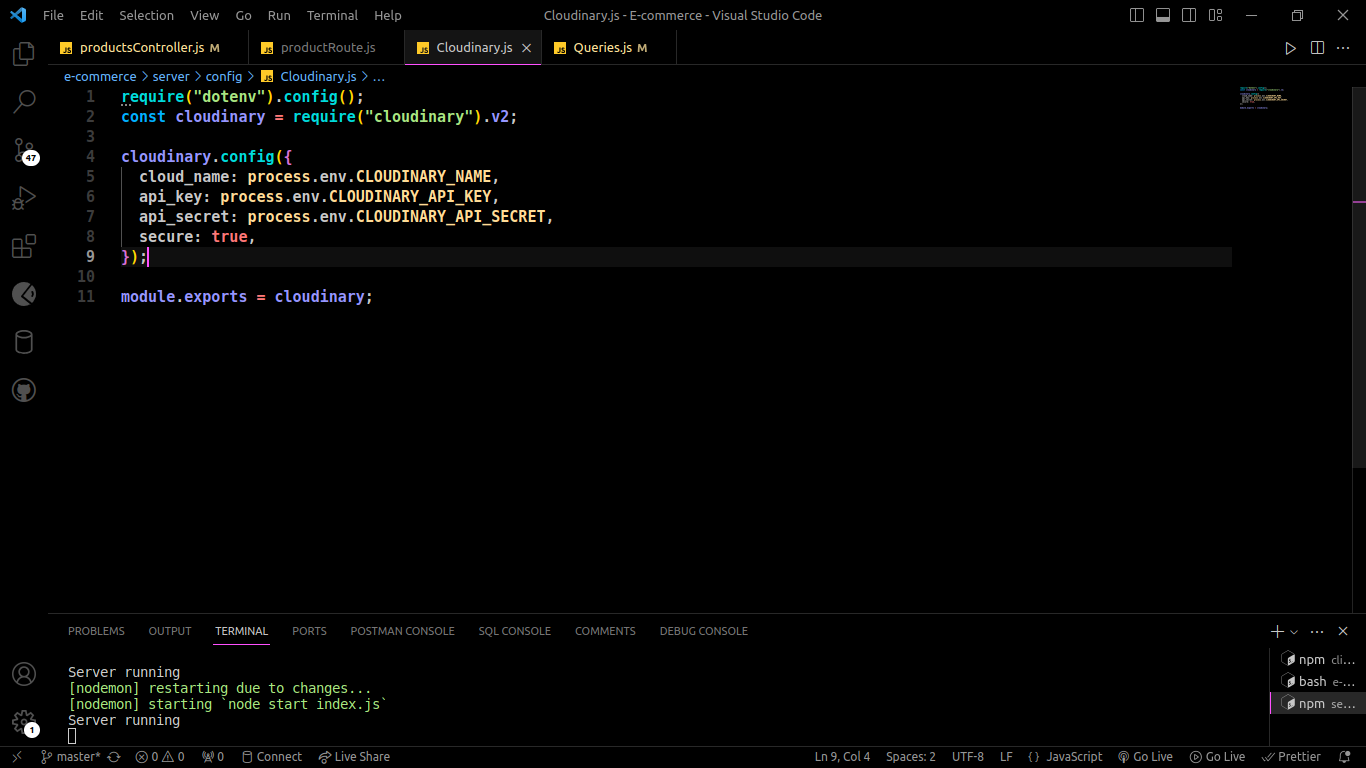 File Edit Selection View Go Run Terminal Help Cloudinary.js - E-commerce - Visual Studio Code
JS productsController.js M JS productRoute.js JS Cloudinary.js JS Queries.js M
e-commerce > server > config > JS Cloudinary.js > ...
1 require("dotenv").config();
2 const cloudinary = require("cloudinary").v2;
3
4 cloudinary.config({
5 cloud_name: process.env.CLOUDINARY_NAME,
6 api_key: process.env.CLOUDINARY_API_KEY,
7 api_secret: process.env.CLOUDINARY_API_SECRET,
8 secure: true,
9 });
10
11 module.exports = cloudinary;
47
PROBLEMS OUTPUT TERMINAL PORTS POSTMAN CONSOLE SQL CONSOLE COMMENTS DEBUG CONSOLE
Server running
[nodemon] restarting due to changes...
[nodemon] starting `node start index.js`
Server running
npm cli...
bash e-...
npm se...
1
master* 0 0 0 Connect Live Share Ln 9, Col 4 Spaces: 2 UTF-8 LF {} JavaScript Go Live Go Live Prettier